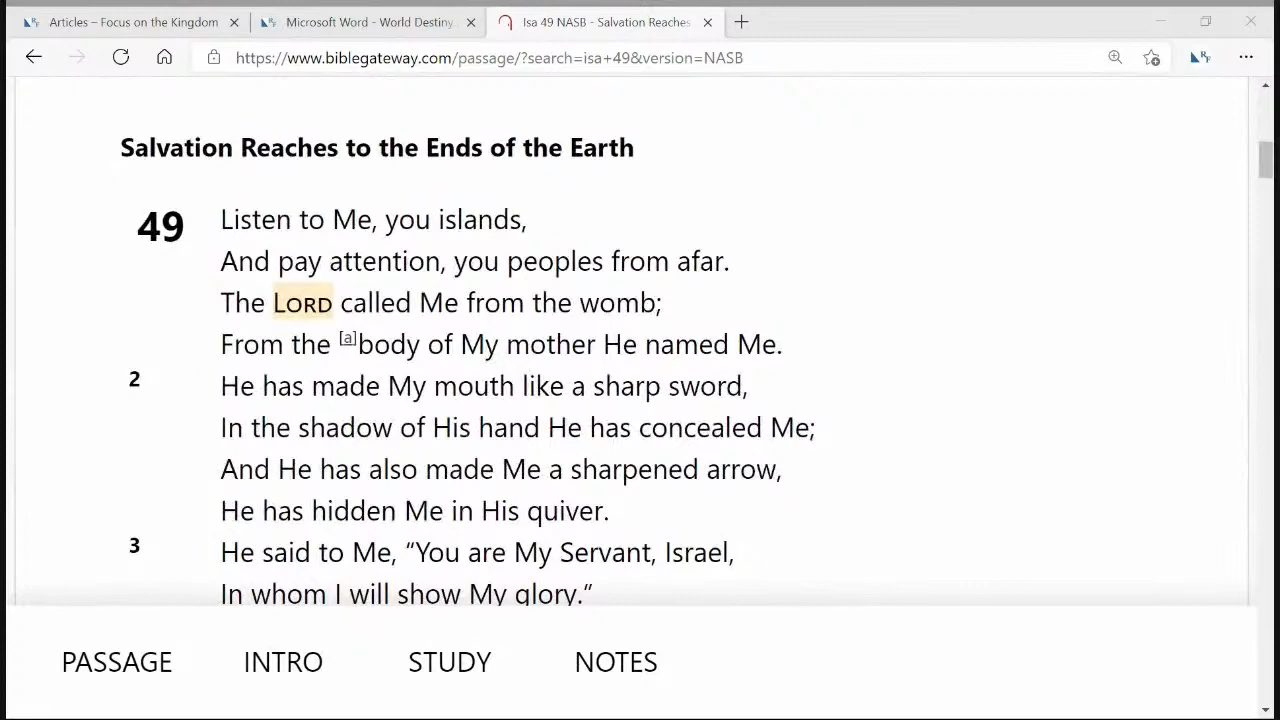 Articles – Focus on the Kingdom
Microsoft Word - World Destiny
Isa 49 NASB - Salvation Reaches
https://www.biblegateway.com/passage/?search=isa+49&version=NASB
Salvation Reaches to the Ends of the Earth
49 Listen to Me, you islands,
And pay attention, you peoples from afar.
The LORD called Me from the womb;
From the [a]body of My mother He named Me.
2 He has made My mouth like a sharp sword,
In the shadow of His hand He has concealed Me;
And He has also made Me a sharpened arrow,
He has hidden Me in His quiver.
3 He said to Me, “You are My Servant, Israel,
In whom I will show My glory.”
PASSAGE INTRO STUDY NOTES